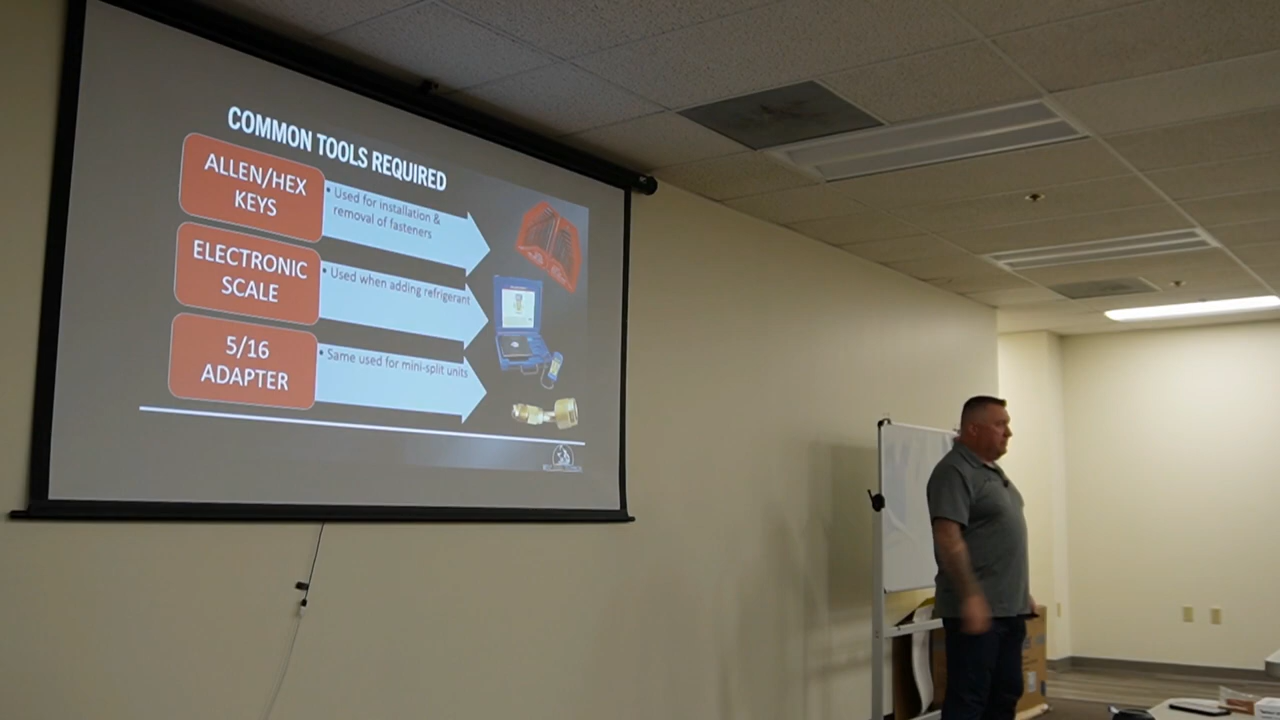 COMMON TOOLS REQUIRED
ALLEN/HEX
KEYS
• Used for installation &
removal of fasteners
ELECTRONIC
SCALE
• Used when adding refrigerant
5/16
ADAPTER
• Same used for mini-split units